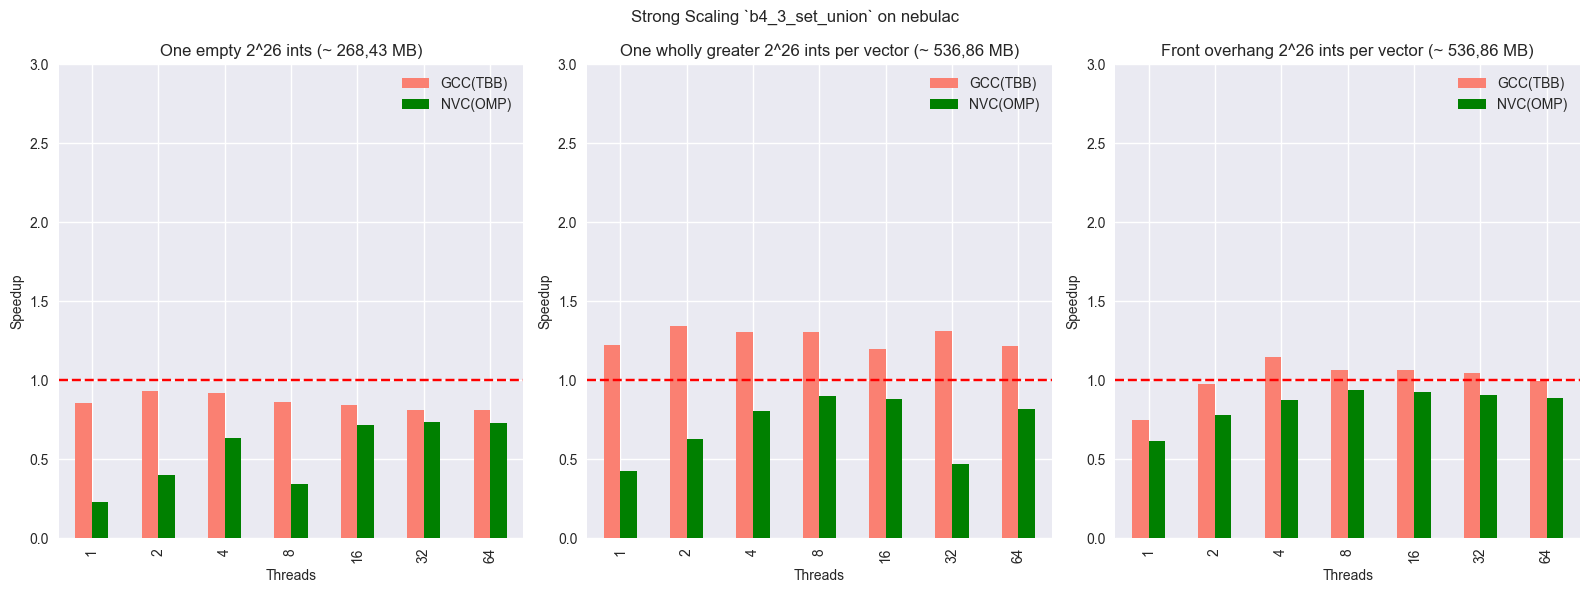 Strong Scaling `b4_3_set_union` on nebulac
One empty 2^26 ints (~ 268,43 MB)
3.0
2.5
2.0
1.5
1.0
0.5
0.0
Speedup
GCC(TBB)
NVC(OMP)
1
2
4
8
16
32
64
Threads
One wholly greater 2^26 ints per vector (~ 536,86 MB)
3.0
2.5
2.0
1.5
1.0
0.5
0.0
Speedup
GCC(TBB)
NVC(OMP)
1
2
4
8
16
32
64
Threads
Front overhang 2^26 ints per vector (~ 536,86 MB)
3.0
2.5
2.0
1.5
1.0
0.5
0.0
Speedup
GCC(TBB)
NVC(OMP)
1
2
4
8
16
32
64
Threads